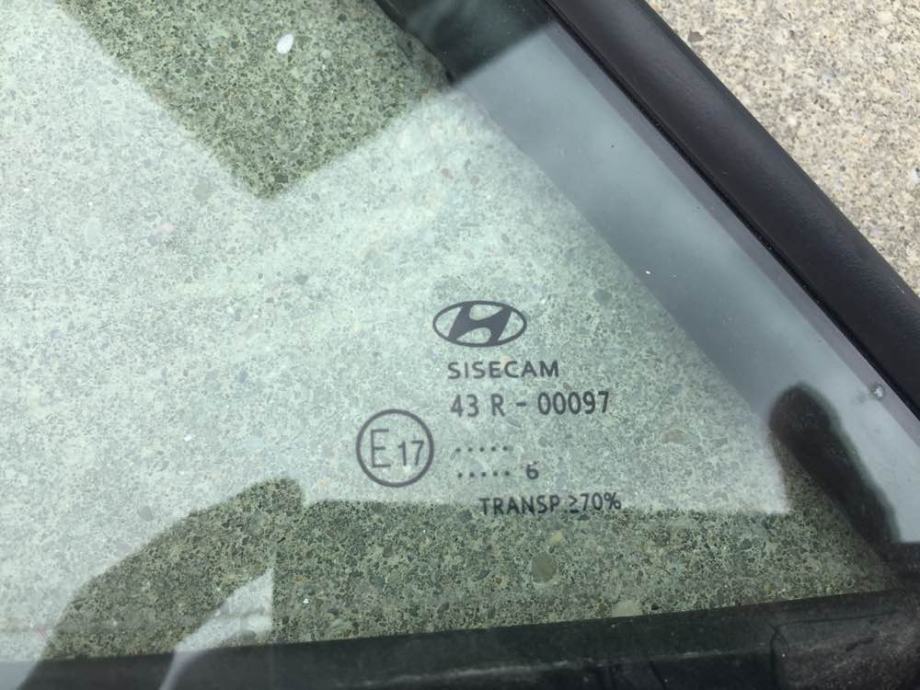 SISECAM
43 R - 00097
E17 .....
..... 6
TRANSP ≥70%